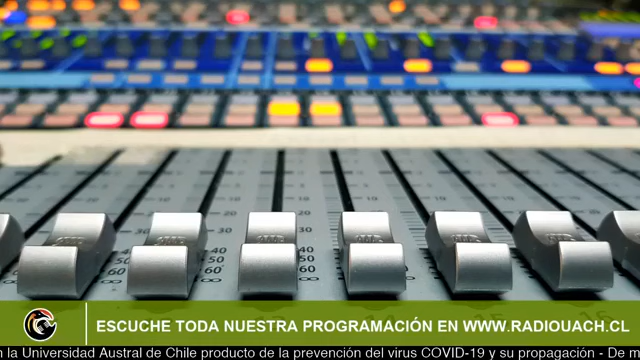 ESCUCHE TODA NUESTRA PROGRAMACIÓN EN WWW.RADIOUACH.CL
n la Universidad Austral de Chile producto de la prevención del virus COVID-19 y su propagación - De